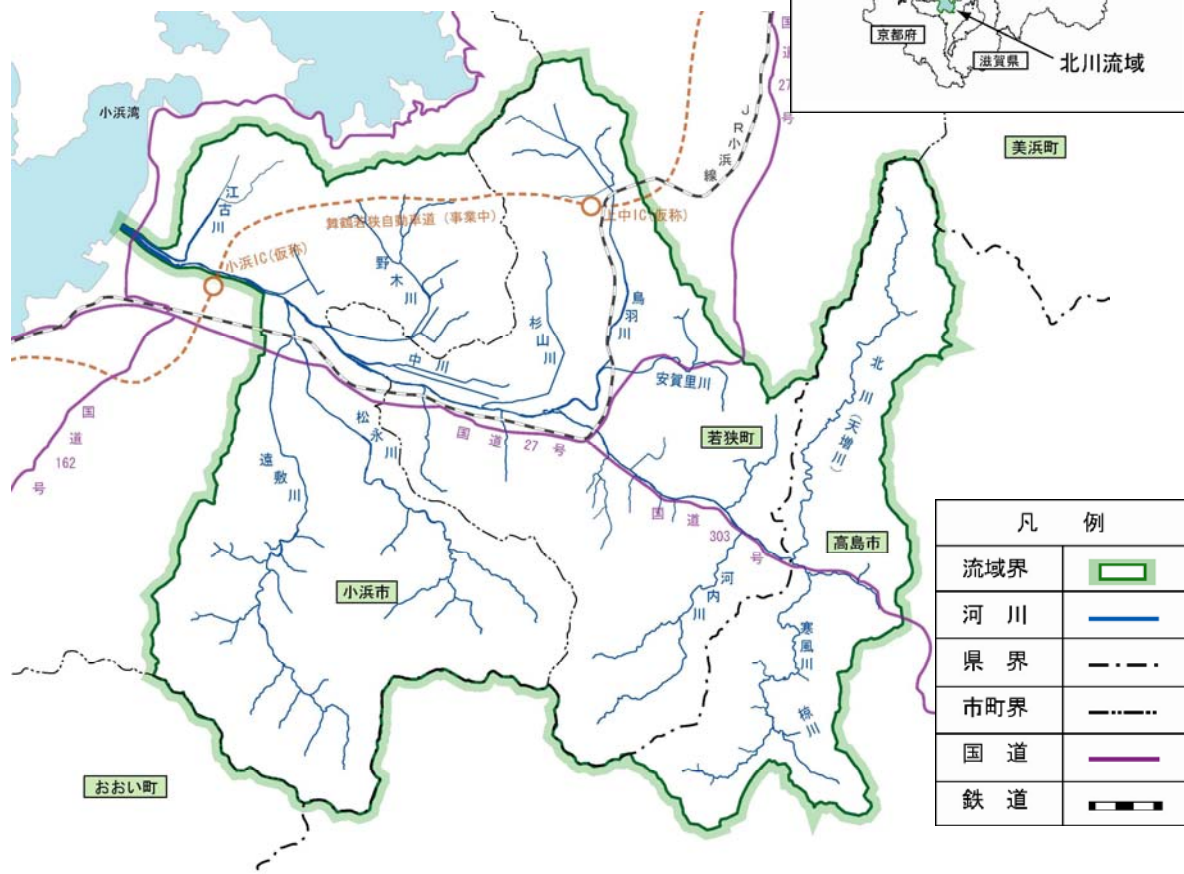 京都府
滋賀県
北川流域
小浜湾
国道27号
JR小浜線
美浜町
江古川
舞鶴若狭自動車道（事業中）
上中IC(仮称)
小浜IC(仮称)
野木川
杉山川
鳥羽川
中川
安賀里川
北川（天増川）
国道162号
松永川
国道27号
若狭町
遠敷川
国道303号
高島市
小浜市
河内川
寒風川
椋川
おおい町
凡 例
流域界
河 川
県 界
市町界
国 道
鉄 道